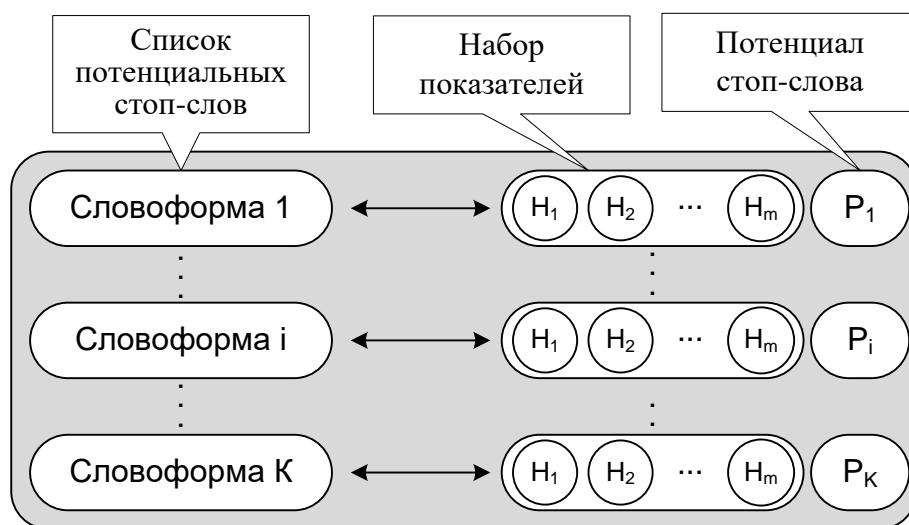 Список
потенциальных
стоп-слов
Набор
показателей
Потенциал
стоп-слова
Словоформа 1
H1 H2 ... Hm
P1
Словоформа i
H1 H2 ... Hm
Pi
Словоформа К
H1 H2 ... Hm
PK